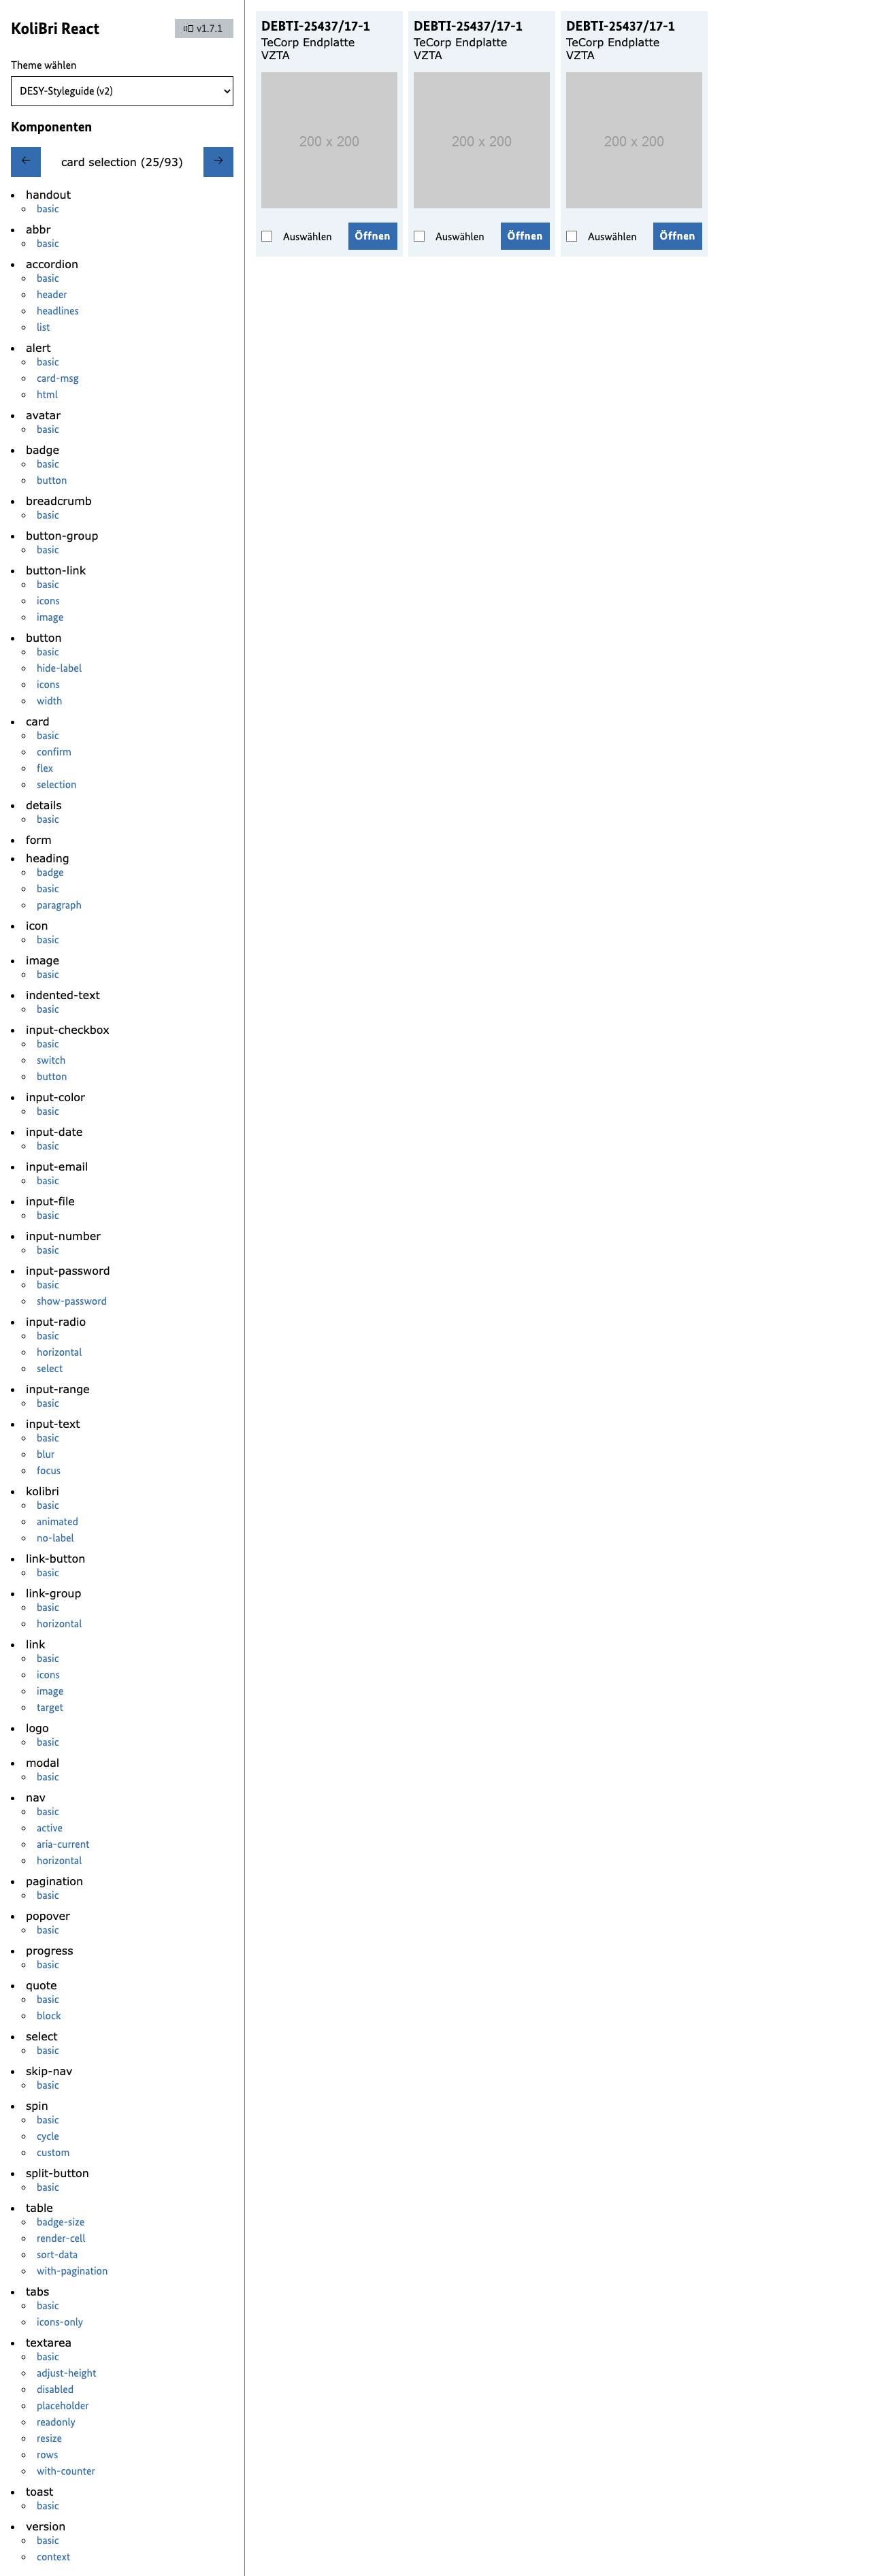 KoliBri React
v1.7.1
Theme wählen
DESY-Styleguide (v2)
Komponenten
card selection (25/93)
handout
basic
abbr
basic
accordion
basic
header
headlines
list
alert
basic
card-msg
html
avatar
basic
badge
basic
button
breadcrumb
basic
button-group
basic
button-link
basic
icons
image
button
basic
hide-label
icons
width
card
basic
confirm
flex
selection
details
basic
form
heading
badge
basic
paragraph
icon
basic
image
basic
indented-text
basic
input-checkbox
basic
switch
button
input-color
basic
input-date
basic
input-email
basic
input-file
basic
input-number
basic
input-password
basic
show-password
input-radio
basic
horizontal
select
input-range
basic
input-text
basic
blur
focus
kolibri
basic
animated
no-label
link-button
basic
link-group
basic
horizontal
link
basic
icons
image
target
logo
basic
modal
basic
nav
basic
active
aria-current
horizontal
pagination
basic
popover
basic
progress
basic
quote
basic
block
select
basic
skip-nav
basic
spin
basic
cycle
custom
split-button
basic
table
badge-size
render-cell
sort-data
with-pagination
tabs
basic
icons-only
textarea
basic
adjust-height
disabled
placeholder
readonly
resize
rows
with-counter
toast
basic
version
basic
context
DEBTI-25437/17-1
TeCorp Endplatte
VZTA
200 x 200
Auswählen
Öffnen
DEBTI-25437/17-1
TeCorp Endplatte
VZTA
200 x 200
Auswählen
Öffnen
DEBTI-25437/17-1
TeCorp Endplatte
VZTA
200 x 200
Auswählen
Öffnen